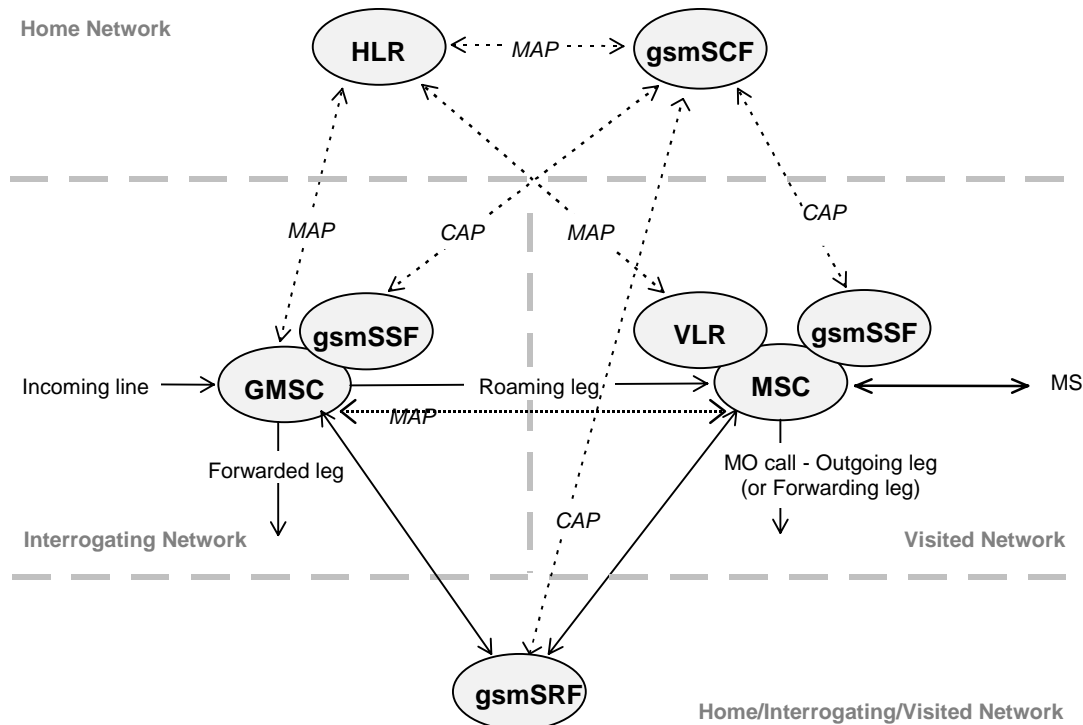 Home Network
HLR
MAP
gsmSCF
MAP
CAP
MAP
CAP
gsmSSF
VLR
gsmSSF
Incoming line
GMSC
Roaming leg
MSC
MS
MAP
Forwarded leg
MO call - Outgoing leg
(or Forwarding leg)
CAP
Interrogating Network
Visited Network
gsmSRF
Home/Interrogating/Visited Network